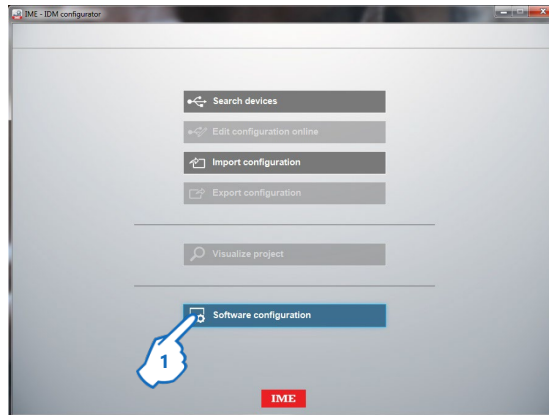 IME - IDM configurator
Search devices
Edit configuration online
Import configuration
Export configuration
Visualize project
Software configuration
1
IME